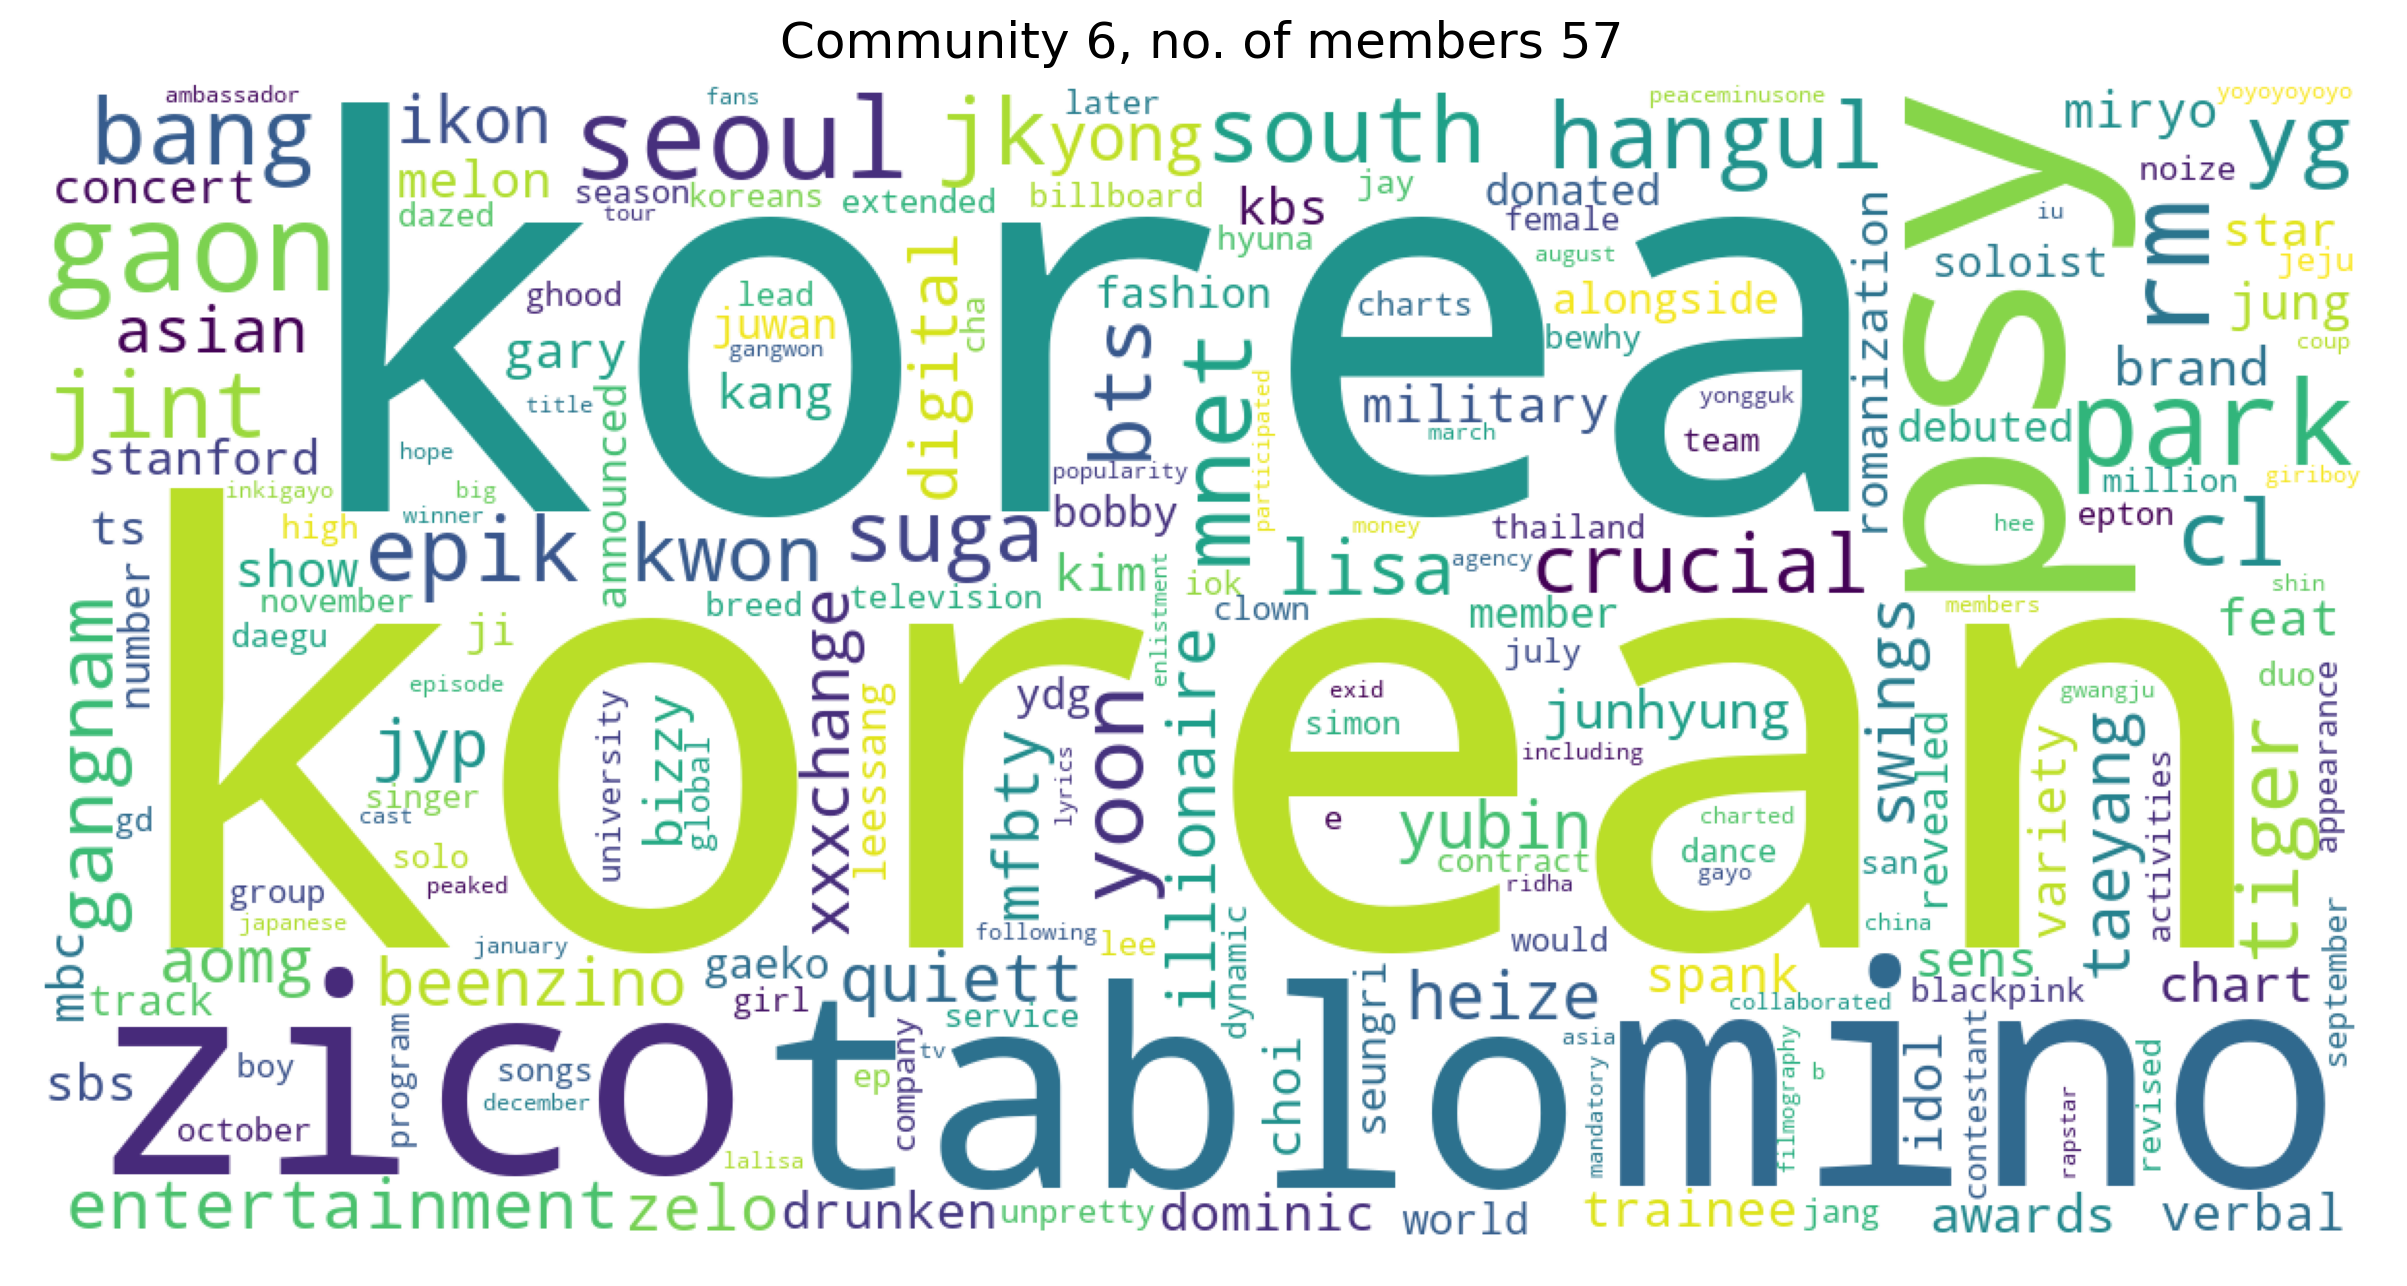 Community 6, no. of members 57
ambassador
fans
later
peaceminusone
yoyoyoyoyo
bang
ikon
seoul
jk
yong
south
hangul
miryo
yg
concert
melon
season
koreans
extended
billboard
kbs
jay
donated
noize
dazed
tour
hyuna
female
iu
star
gaon
korea
psy
rm
august
soloist
jeju
ghood
lead
digital
cha
fashion
charts
alongside
romanization
jung
asian
juwan
gangwon
gary
bts
mnet
bewhy
coup
jint
title
kang
announced
participated
military
yongguk
brand
park
march
team
debuted
stanford
hope
popularity
million
giriboy
inkigayo
big
winner
bobby
money
thailand
hee
epton
cl
ts
high
epik
kwon
suga
lisa
agency
crucial
show
kim
iok
shin
november
breed
television
enlistment
clown
member
members
feat
number
daegu
ji
xxxchange
illionaire
july
swings
gangnam
korean
episode
university
bizzy
global
leessang
ydg
yoon
exid
simon
junhyung
gwangju
duo
appearance
jyp
mfbty
lyrics
including
revealed
variety
taeyang
tiger
singer
gd
cast
e
yubin
charted
activities
solo
contract
dance
gayo
san
peaked
ridha
group
japanese
dynamic
china
september
mbc
january
following
lee
would
aomg
beenzino
gaeko
quiett
spank
sens
track
girl
service
heize
collaborated
blackpink
chart
zico
tablo
mino
seungri
asia
sbs
boy
program
songs
december
ep
company
tv
choi
mandatory
filmography
b
idol
contestant
rapstar
revised
october
lalisa
entertainment
zelo
drunken
unpretty
dominic
world
trainee
jang
awards
verbal